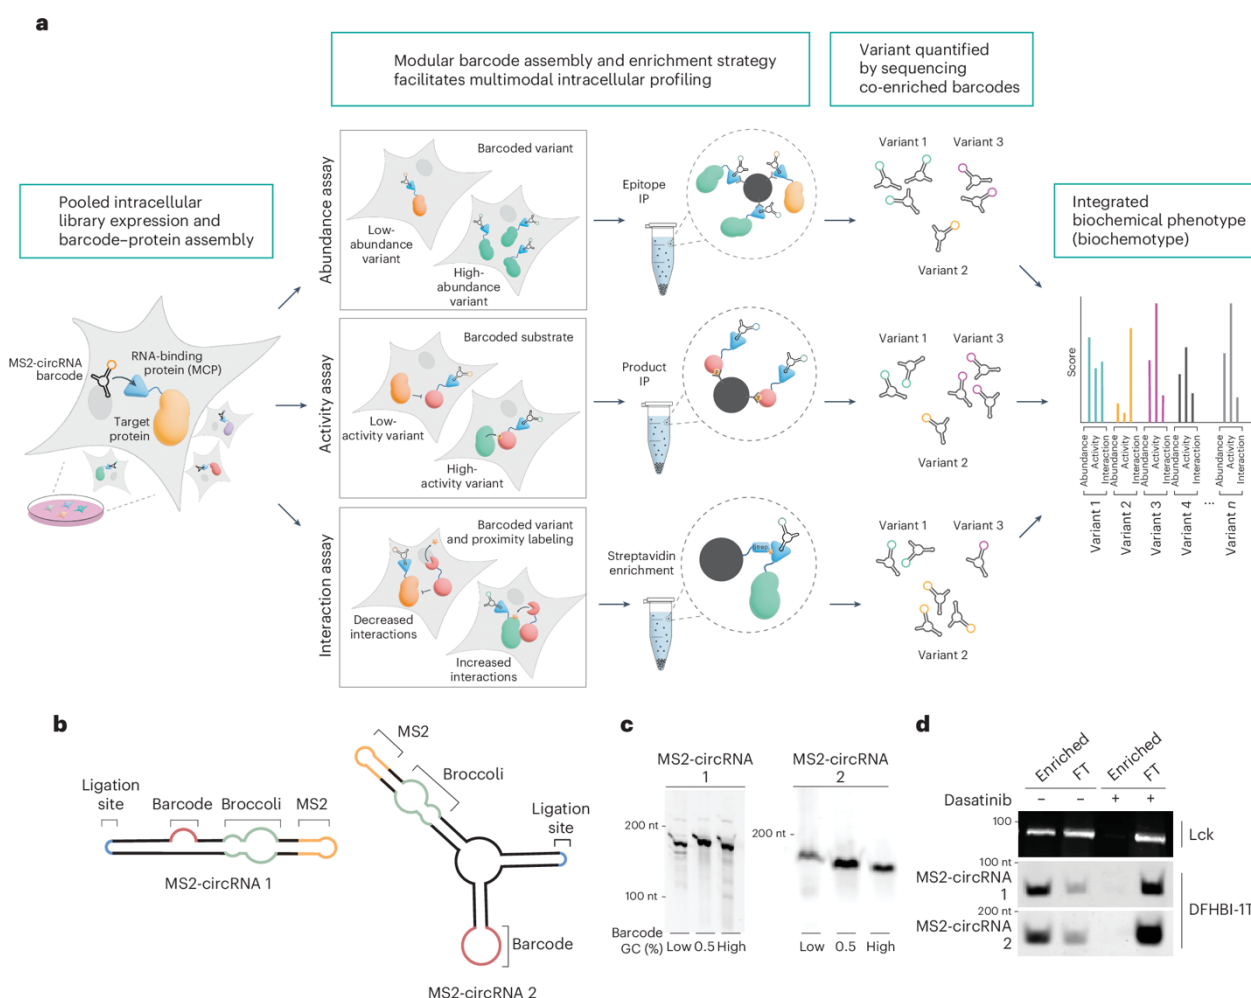 a
Modular barcode assembly and enrichment strategy
facilitates multimodal intracellular profiling
Variant quantified
by sequencing
co-enriched barcodes
Pooled intracellular
library expression and
barcode–protein assembly
Integrated
biochemical phenotype
(biochemotype)
MS2-circRNA
barcode
RNA-binding
protein (MCP)
Target
protein
Abundance assay
Barcoded variant
Low-
abundance
variant
High-
abundance
variant
Epitope
IP
Variant 1
Variant 3
Variant 2
Activity assay
Barcoded substrate
Low-
activity variant
High-
activity variant
Product
IP
Variant 1
Variant 3
Variant 2
Interaction assay
Barcoded variant
and proximity labeling
Decreased
interactions
Increased
interactions
Streptavidin
enrichment
Strep.
Variant 1
Variant 3
Variant 2
Score
Abundance
Activity
Interaction
Abundance
Activity
Interaction
Abundance
Activity
Interaction
Abundance
Activity
Interaction
Abundance
Activity
Interaction
Variant 1
Variant 2
Variant 3
Variant 4
...
Variant n
b
Ligation
site
Barcode
Broccoli
MS2
MS2-circRNA 1
MS2
Broccoli
Ligation
site
Barcode
MS2-circRNA 2
c
MS2-circRNA
1
200 nt
100 nt
Barcode
GC (%)
Low
0.5
High
MS2-circRNA
2
200 nt
Low
0.5
High
d
Enriched
FT
Enriched
FT
Dasatinib
–
–
+
+
100
Lck
100 nt
MS2-circRNA
1
200 nt
MS2-circRNA
2
DFHBI-1T